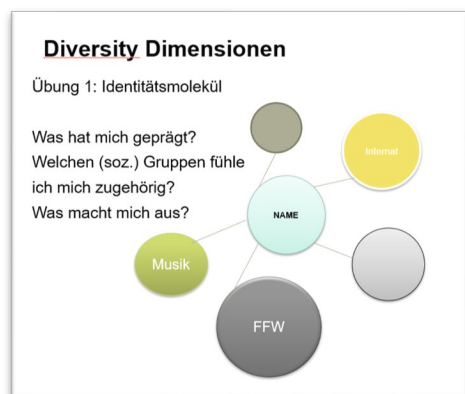 Diversity Dimensionen
Übung 1: Identitätsmolekül
Was hat mich geprägt?
Welchen (soz.) Gruppen fühle
ich mich zugehörig?
Was macht mich aus?
Internat
NAME
Musik
FFW